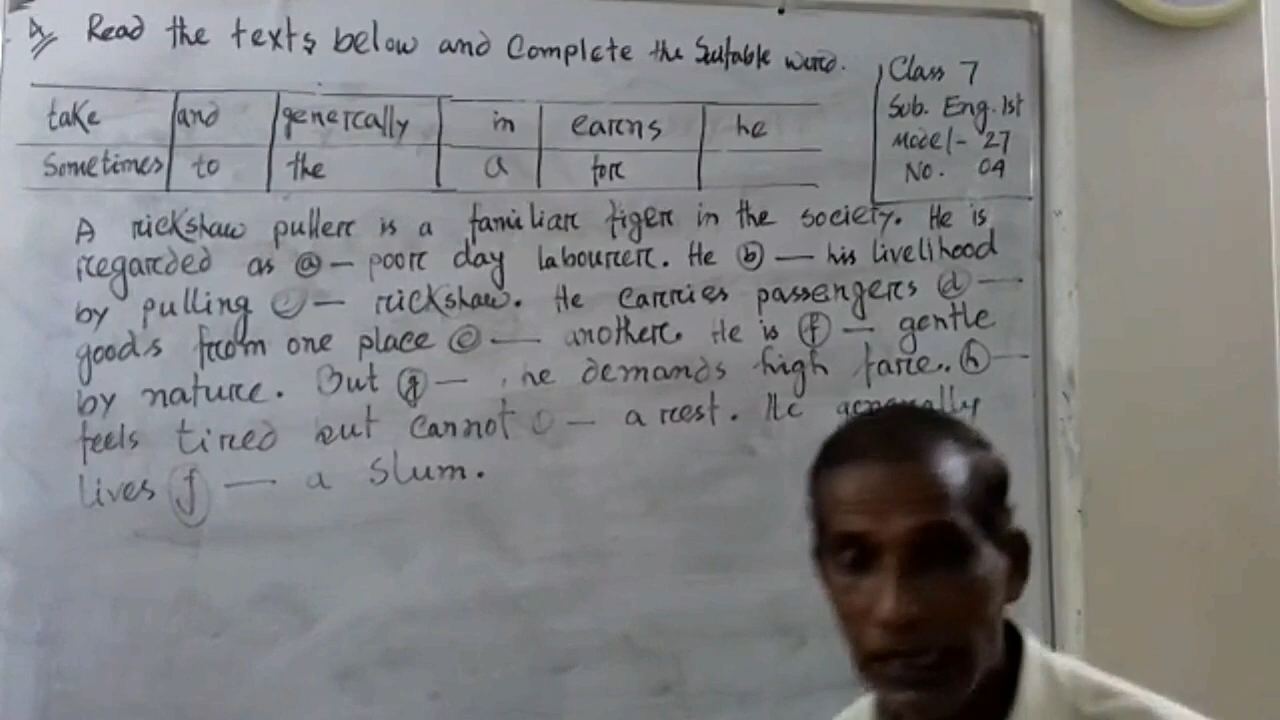 A Read the texts below and Complete the Suitable word.
Class 7
Sub. Eng. 1st
Model - 27
No. 04
take and generally in earns he
Sometimes to the a for
A rickshaw puller is a familiar figer in the society. He is
regarded as (a) — poor day labourer. He (b) — his livelihood
by pulling (c) — rickshaw. He carries passengers (d) —
goods from one place (e) — another. He is (f) — gentle
by nature. But (g) — , he demands high fare.. (h) —
feels tired but cannot (i) — a rest. He generally
lives (j) — a slum.